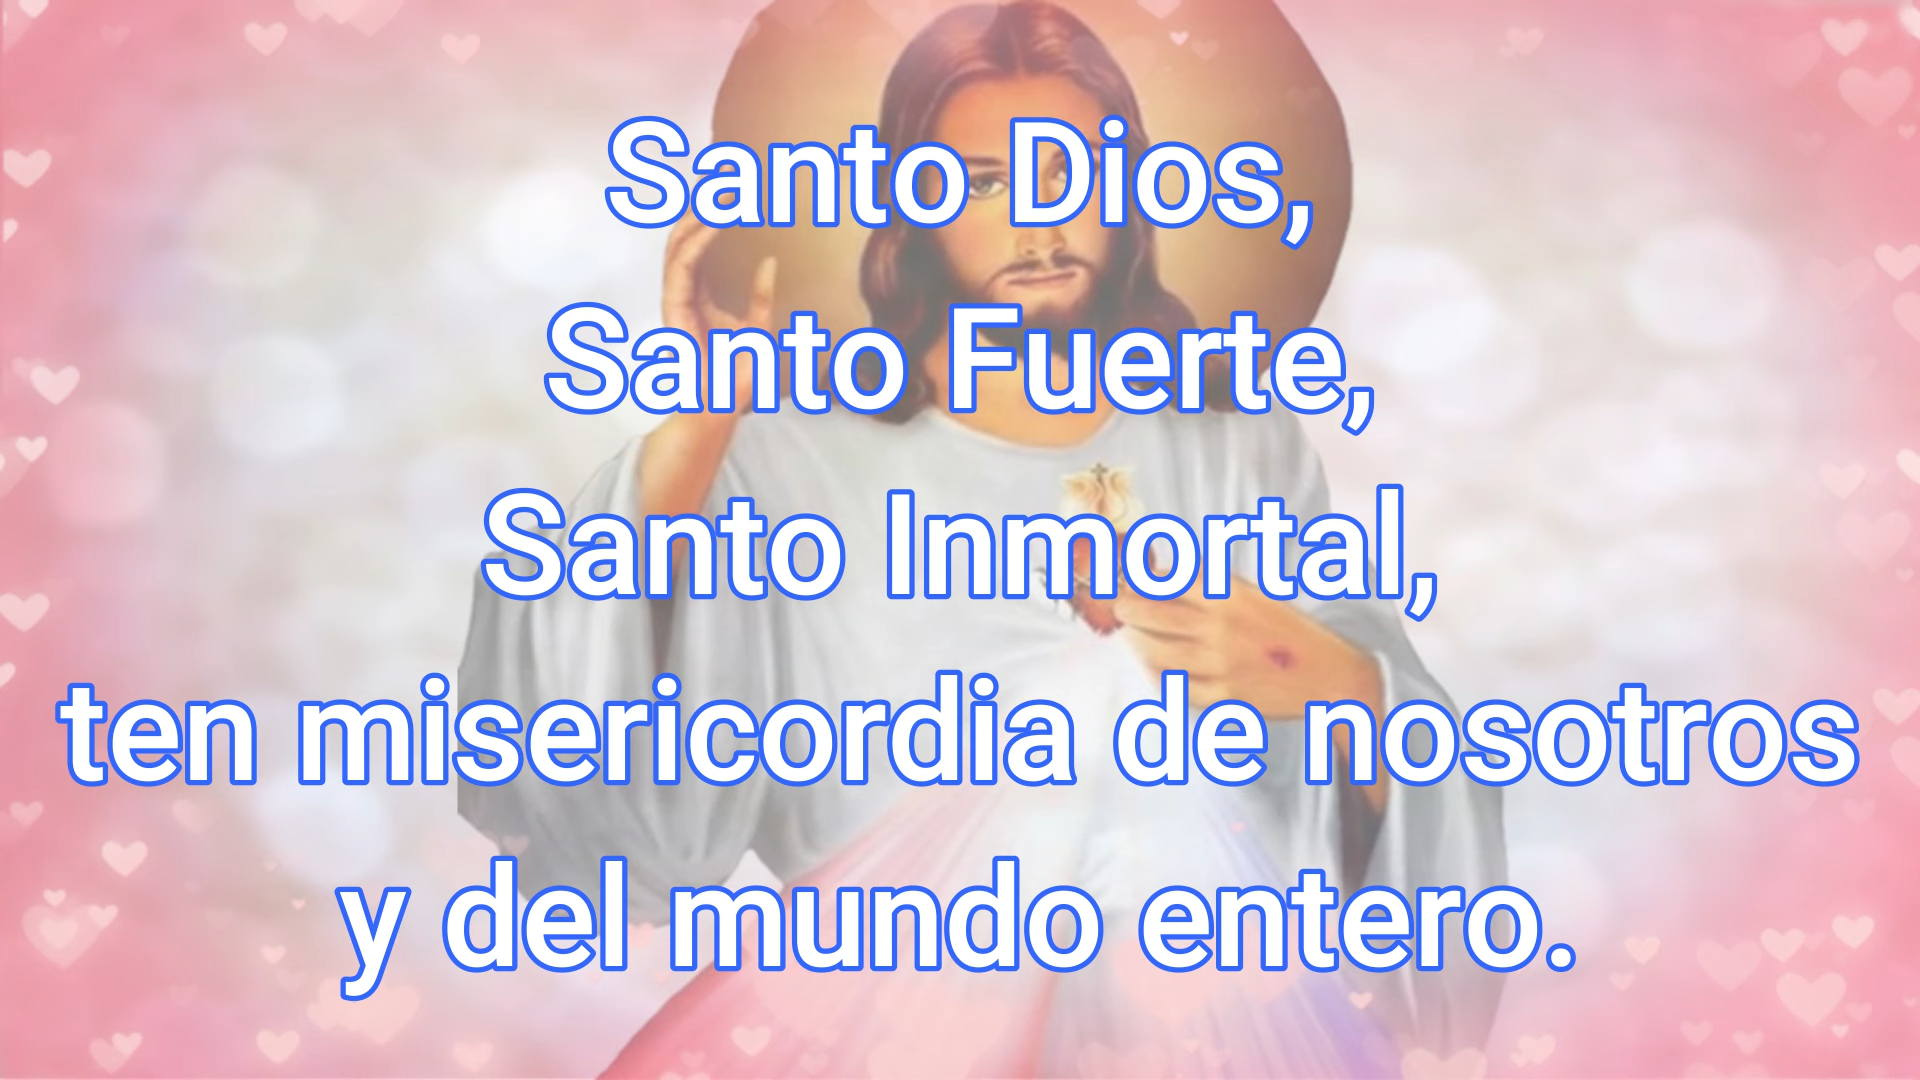 Santo Dios,
Santo Fuerte,
Santo Inmortal,
ten misericordia de nosotros
y del mundo entero.